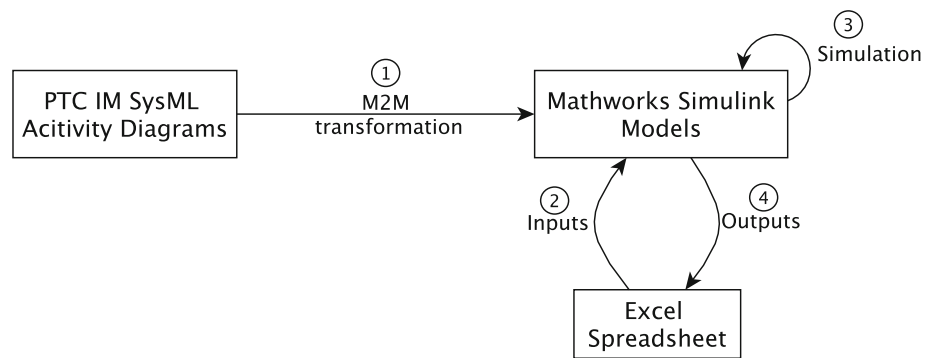 PTC IM SysML
Acitivity Diagrams
1
M2M
transformation
Mathworks Simulink
Models
3
Simulation
2
Inputs
4
Outputs
Excel
Spreadsheet